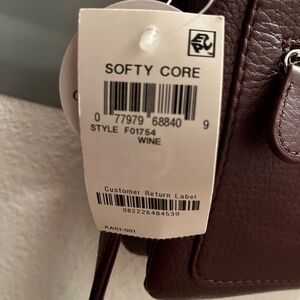 SOFTY CORE
0 77979 68840 9
STYLE F01754
WINE
Customer Return Label
082226484539
AA01-001